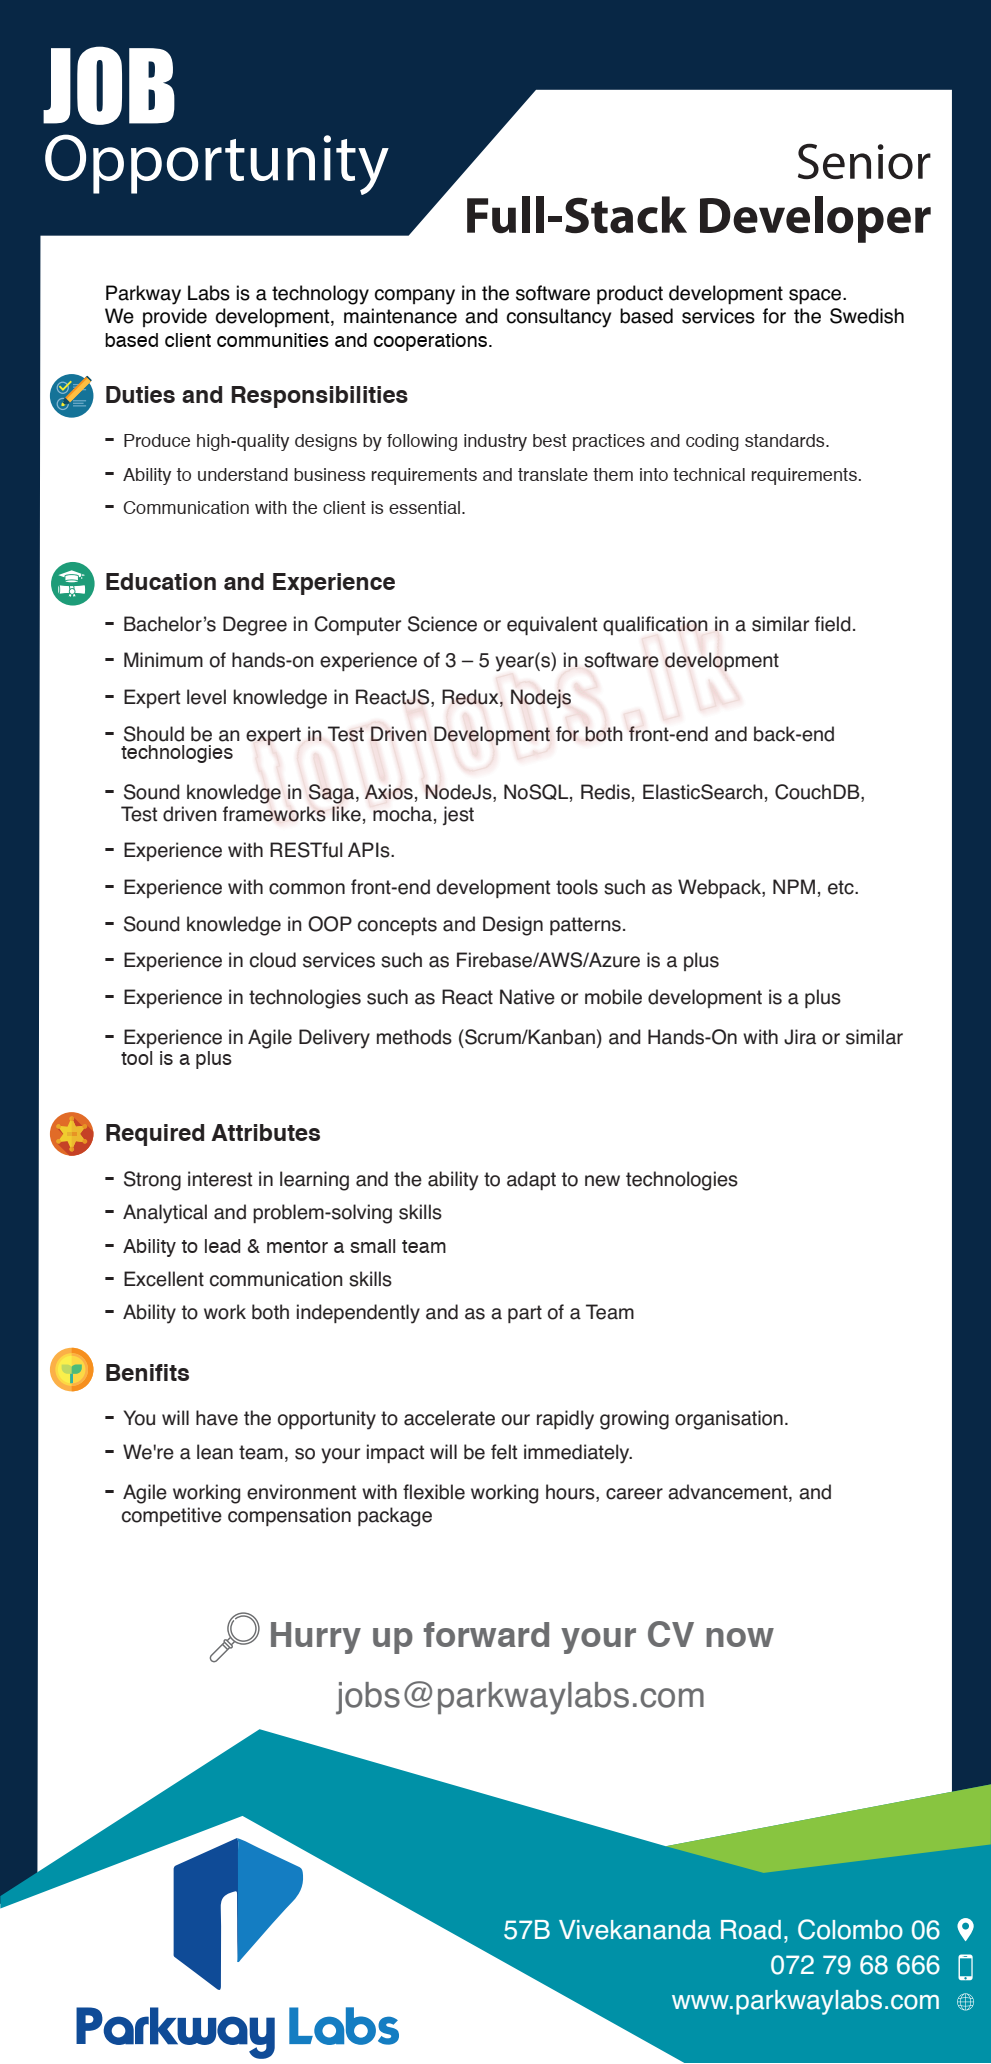 JOB
Opportunity
Senior
Full-Stack Developer
Parkway Labs is a technology company in the software product development space.
We provide development, maintenance and consultancy based services for the Swedish
based client communities and cooperations.
Duties and Responsibilities
- Produce high-quality designs by following industry best practices and coding standards.
- Ability to understand business requirements and translate them into technical requirements.
- Communication with the client is essential.
Education and Experience
- Bachelor's Degree in Computer Science or equivalent qualification in a similar field.
- Minimum of hands-on experience of 3 – 5 year(s) in software development
- Expert level knowledge in ReactJS, Redux, Nodejs
- Should be an expert in Test Driven Development for both front-end and back-end
technologies
- Sound knowledge in Saga, Axios, NodeJs, NoSQL, Redis, ElasticSearch, CouchDB,
Test driven frameworks like, mocha, jest
- Experience with RESTful APIs.
- Experience with common front-end development tools such as Webpack, NPM, etc.
- Sound knowledge in OOP concepts and Design patterns.
- Experience in cloud services such as Firebase/AWS/Azure is a plus
- Experience in technologies such as React Native or mobile development is a plus
- Experience in Agile Delivery methods (Scrum/Kanban) and Hands-On with Jira or similar
tool is a plus
topjobs.lk
Required Attributes
- Strong interest in learning and the ability to adapt to new technologies
- Analytical and problem-solving skills
- Ability to lead & mentor a small team
- Excellent communication skills
- Ability to work both independently and as a part of a Team
Benifits
- You will have the opportunity to accelerate our rapidly growing organisation.
- We're a lean team, so your impact will be felt immediately.
- Agile working environment with flexible working hours, career advancement, and
competitive compensation package
Hurry up forward your CV now
jobs@parkwaylabs.com
57B Vivekananda Road, Colombo 06
072 79 68 666
www.parkwaylabs.com
Parkway Labs